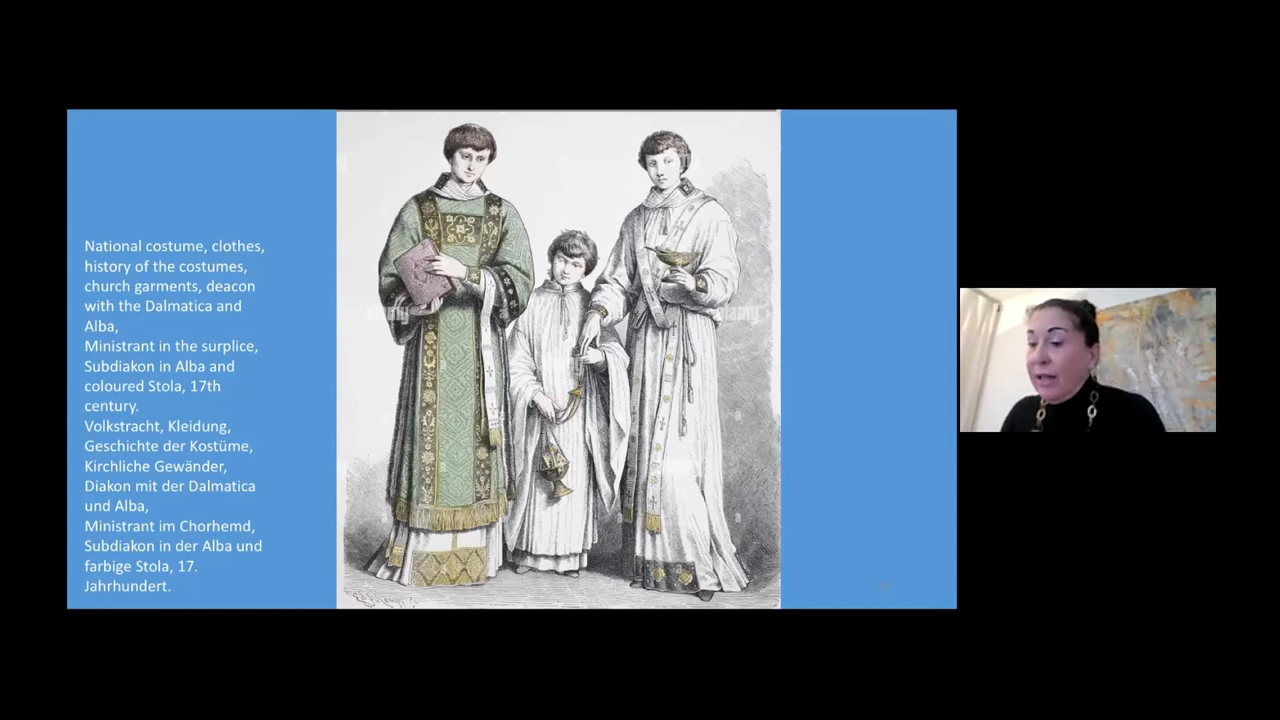 National costume, clothes,
history of the costumes,
church garments, deacon
with the Dalmatica and
Alba,
Ministrant in the surplice,
Subdiakon in Alba and
coloured Stola, 17th
century.
Volkstracht, Kleidung,
Geschichte der Kostüme,
Kirchliche Gewänder,
Diakon mit der Dalmatica
und Alba,
Ministrant im Chorhemd,
Subdiakon in der Alba und
farbige Stola, 17.
Jahrhundert.